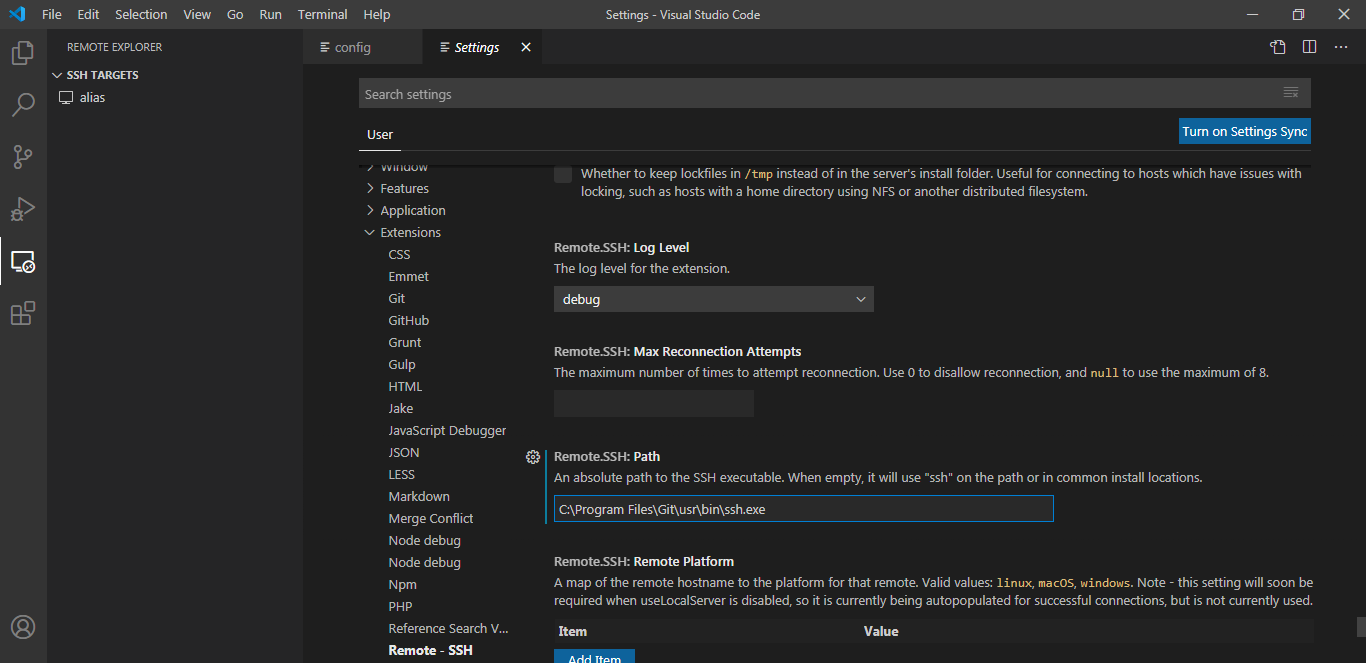 File Edit Selection View Go Run Terminal Help
Settings - Visual Studio Code
REMOTE EXPLORER
SSH TARGETS
alias
config
Settings
Search settings
User
Turn on Settings Sync
Window
Features
Application
Extensions
CSS
Emmet
Git
GitHub
Grunt
Gulp
HTML
Jake
JavaScript Debugger
JSON
LESS
Markdown
Merge Conflict
Node debug
Node debug
Npm
PHP
Reference Search V...
Remote - SSH
Whether to keep lockfiles in /tmp instead of in the server's install folder. Useful for connecting to hosts which have issues with
locking, such as hosts with a home directory using NFS or another distributed filesystem.
Remote.SSH: Log Level
The log level for the extension.
debug
Remote.SSH: Max Reconnection Attempts
The maximum number of times to attempt reconnection. Use 0 to disallow reconnection, and null to use the maximum of 8.
Remote.SSH: Path
An absolute path to the SSH executable. When empty, it will use "ssh" on the path or in common install locations.
C:\Program Files\Git\usr\bin\ssh.exe
Remote.SSH: Remote Platform
A map of the remote hostname to the platform for that remote. Valid values: linux, macOS, windows. Note - this setting will soon be
required when useLocalServer is disabled, so it is currently being autopopulated for successful connections, but is not currently used.
Item Value
Add Item